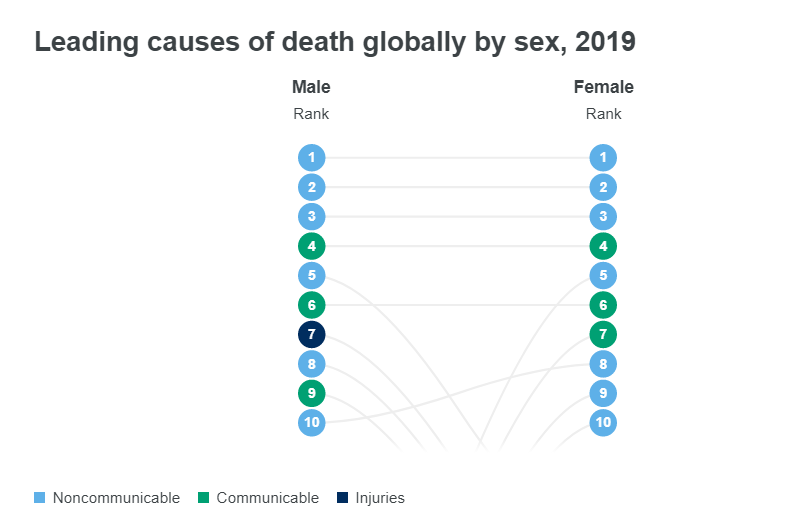 Leading causes of death globally by sex, 2019
Male Female
Rank Rank
1 1
2 2
3 3
4 4
5 5
6 6
7 7
8 8
9 9
10 10
Noncommunicable Communicable Injuries